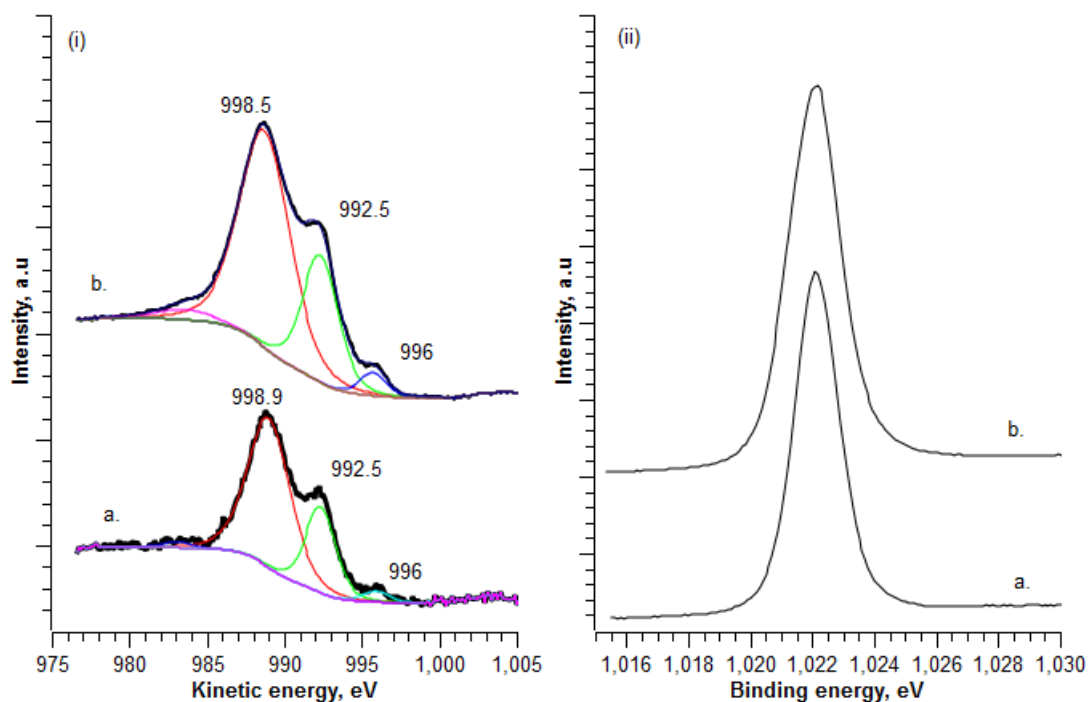 (i)
998.5
992.5
b.
996
998.9
992.5
a.
996
Intensity, a.u
975 980 985 990 995 1,000 1,005
Kinetic energy, eV
(ii)
b.
a.
Intensity, a.u
1,016 1,018 1,020 1,022 1,024 1,026 1,028 1,030
Binding energy, eV